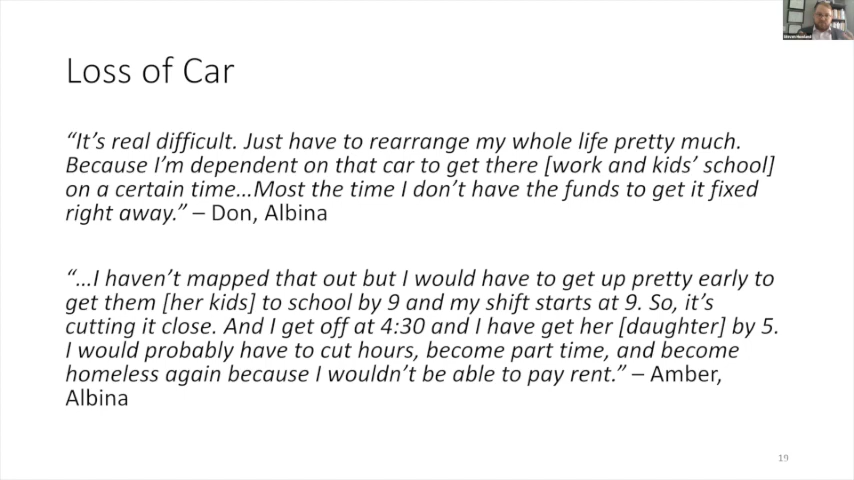 Loss of Car
“It’s real difficult. Just have to rearrange my whole life pretty much.
Because I’m dependent on that car to get there [work and kids’ school]
on a certain time…Most the time I don’t have the funds to get it fixed
right away.” – Don, Albina
“…I haven’t mapped that out but I would have to get up pretty early to
get them [her kids] to school by 9 and my shift starts at 9. So, it’s
cutting it close. And I get off at 4:30 and I have get her [daughter] by 5.
I would probably have to cut hours, become part time, and become
homeless again because I wouldn’t be able to pay rent.” – Amber,
Albina
19